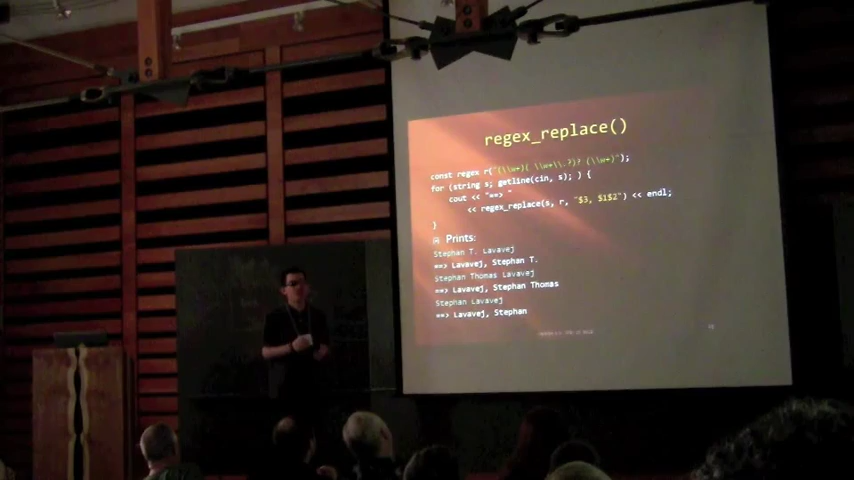 regex_replace()
const regex r("(\\w+)( \\w+\\.?)? (\\w+)");
for (string s; getline(cin, s); ) {
cout << "==> "
<< regex_replace(s, r, "$3, $1$2") << endl;
}
Prints:
Stephan T. Lavavej
==> Lavavej, Stephan T.
Stephan Thomas Lavavej
==> Lavavej, Stephan Thomas
Stephan Lavavej
==> Lavavej, Stephan